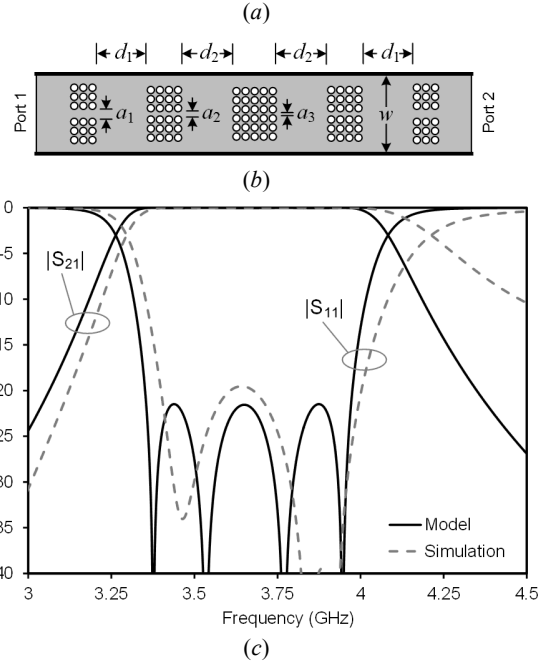 (a)
d1 d2 d2 d1
Port 1
a1 a2 a3 w
Port 2
(b)
0
-5
10
15
20
25
30
35
40
|S21|
|S11|
Model
Simulation
3 3.25 3.5 3.75 4 4.25 4.5
Frequency (GHz)
(c)